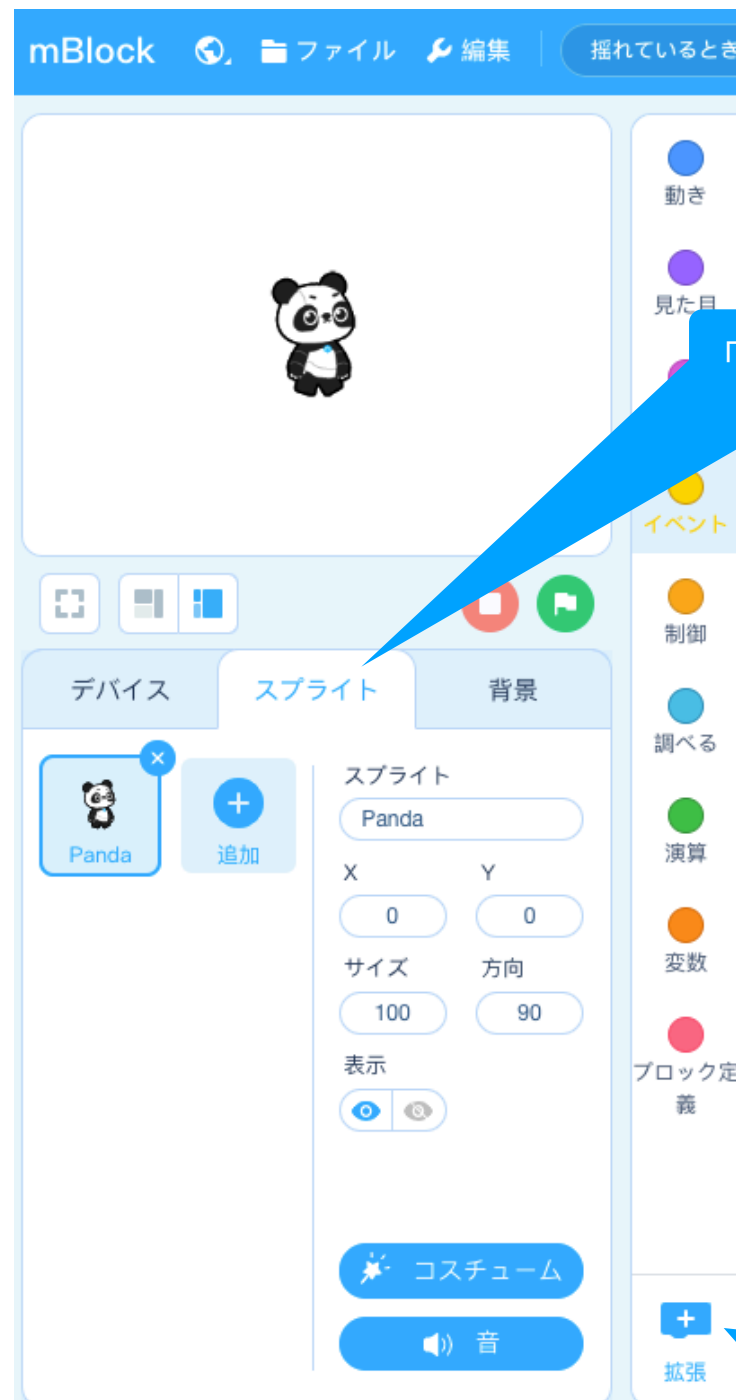 mBlock ファイル 編集 揺れているとき
動き
見た目
「
イベント
制御
デバイス スプライト 背景
調べる
スプライト
Panda
Panda 追加
演算
X Y
0 0
サイズ 方向
変数
100 90
表示
ブロック定
義
コスチューム
音
拡張